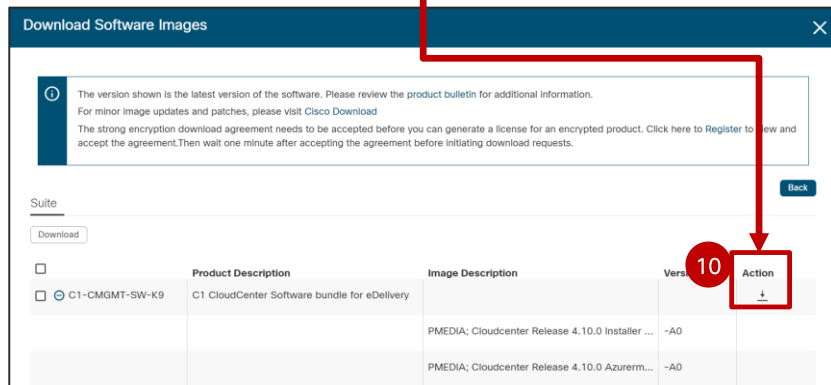 Download Software Images
The version shown is the latest version of the software. Please review the product bulletin for additional information.
For minor image updates and patches, please visit Cisco Download
The strong encryption download agreement needs to be accepted before you can generate a license for an encrypted product. Click here to Register to and
accept the agreement.Then wait one minute after accepting the agreement before initiating download requests.
Back
Suite
Download
Product Description Image Description 10 Action
C1-CMGMT-SW-K9 C1 CloudCenter Software bundle for eDelivery
PMEDIA; Cloudcenter Release 4.10.0 Installer ... -A0
PMEDIA; Cloudcenter Release 4.10.0 Azurerm... -A0